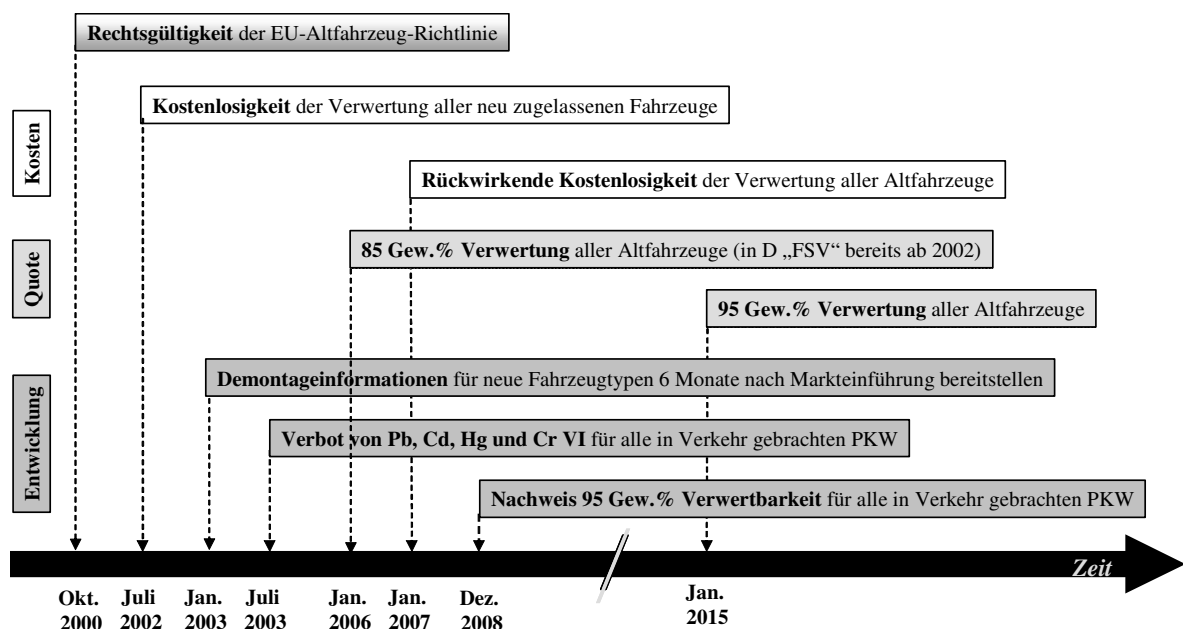 Rechtsgültigkeit der EU-Altfahrzeug-Richtlinie
Kosten
Kostenlosigkeit der Verwertung aller neu zugelassenen Fahrzeuge
Rückwirkende Kostenlosigkeit der Verwertung aller Altfahrzeuge
Quote
85 Gew.% Verwertung aller Altfahrzeuge (in D „FSV“ bereits ab 2002)
95 Gew.% Verwertung aller Altfahrzeuge
Entwicklung
Demontageinformationen für neue Fahrzeugtypen 6 Monate nach Markteinführung bereitstellen
Verbot von Pb, Cd, Hg und Cr VI für alle in Verkehr gebrachten PKW
Nachweis 95 Gew.% Verwertbarkeit für alle in Verkehr gebrachten PKW
Zeit
Okt. 2000
Juli 2002
Jan. 2003
Juli 2003
Jan. 2006
Jan. 2007
Dez. 2008
Jan. 2015